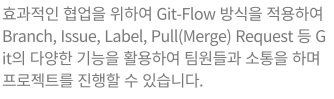 효과적인 협업을 위하여 Git-Flow 방식을 적용하여
Branch, Issue, Label, Pull(Merge) Request 등 G
it의 다양한 기능을 활용하여 팀원들과 소통을 하며
프로젝트를 진행할 수 있습니다.